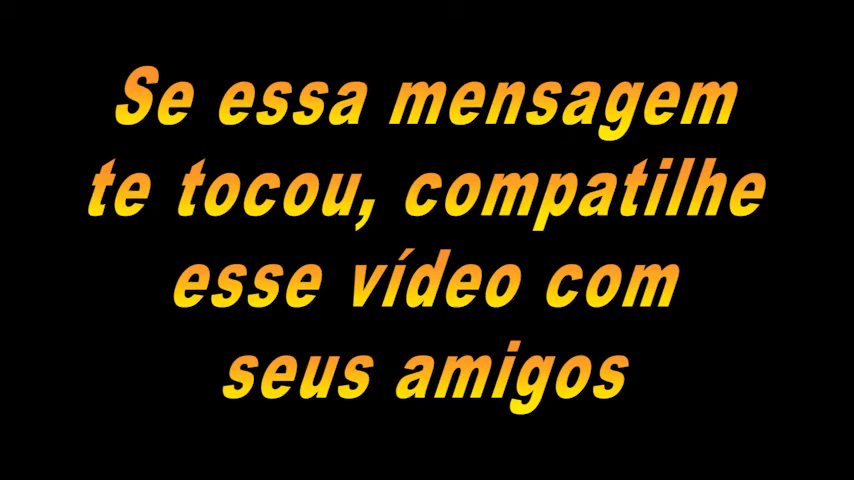 Se essa mensagem
te tocou, compatilhe
esse vídeo com
seus amigos